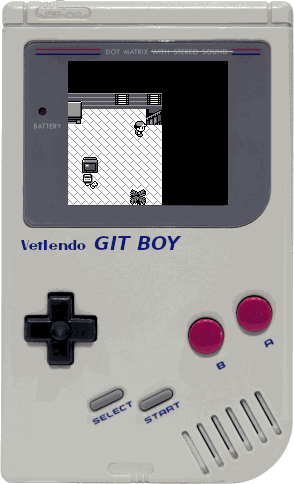 DOT MATRIX WITH STEREO SOUND
BATTERY
Vetlendo GIT BOY
B
A
SELECT
START